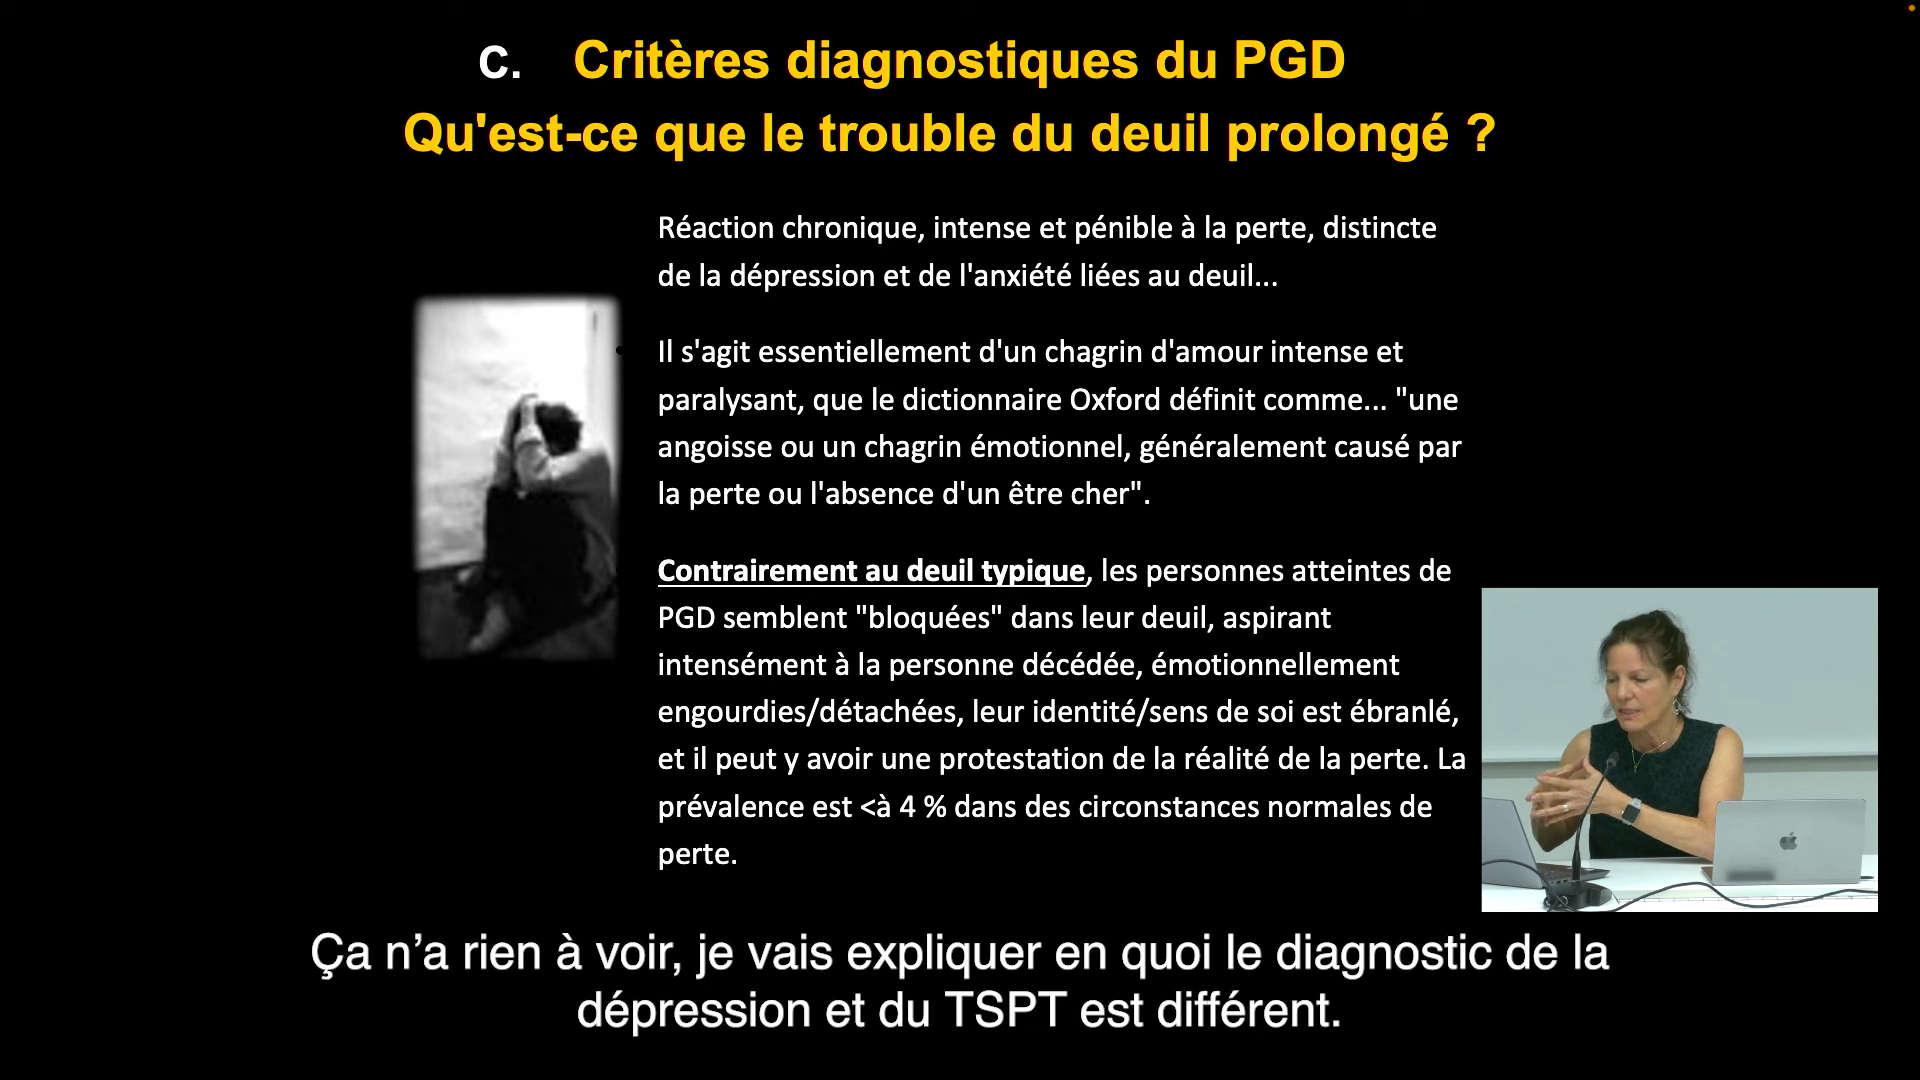 C. Critères diagnostiques du PGD
Qu'est-ce que le trouble du deuil prolongé ?
Réaction chronique, intense et pénible à la perte, distincte
de la dépression et de l'anxiété liées au deuil...
Il s'agit essentiellement d'un chagrin d'amour intense et
paralysant, que le dictionnaire Oxford définit comme... "une
angoisse ou un chagrin émotionnel, généralement causé par
la perte ou l'absence d'un être cher".
Contrairement au deuil typique, les personnes atteintes de
PGD semblent "bloquées" dans leur deuil, aspirant
intensément à la personne décédée, émotionnellement
engourdies/détachées, leur identité/sens de soi est ébranlé,
et il peut y avoir une protestation de la réalité de la perte. La
prévalence est <à 4 % dans des circonstances normales de
perte.
Ça n’a rien à voir, je vais expliquer en quoi le diagnostic de la
dépression et du TSPT est différent.